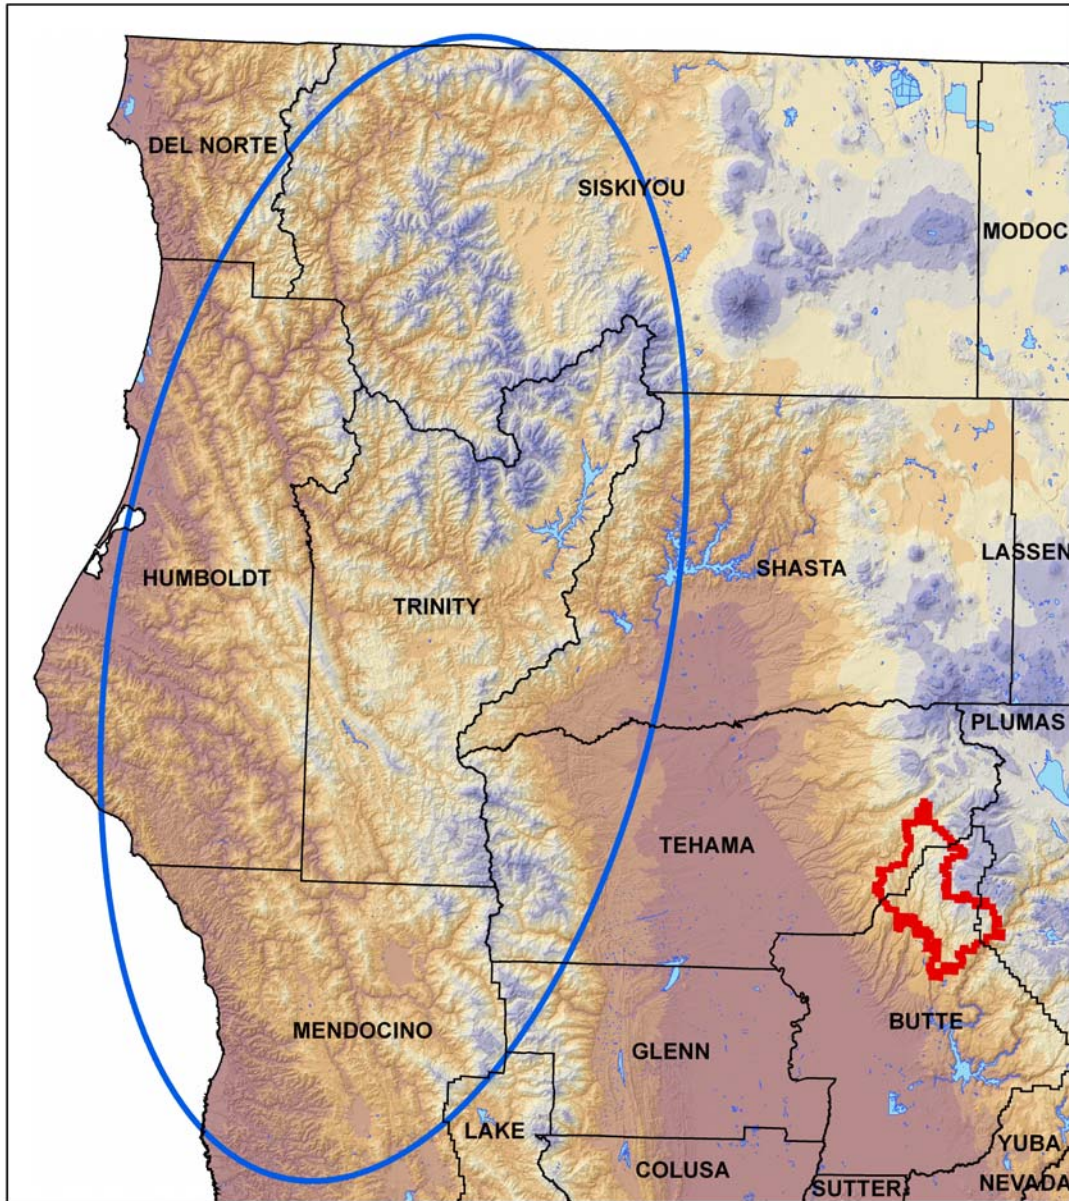 DEL NORTE
SISKIYOU
MODOC
HUMBOLDT
TRINITY
SHASTA
LASSEN
PLUMAS
TEHAMA
MENDOCINO
GLENN
BUTTE
LAKE
COLUSA
YUBA
SUTTER
NEVADA